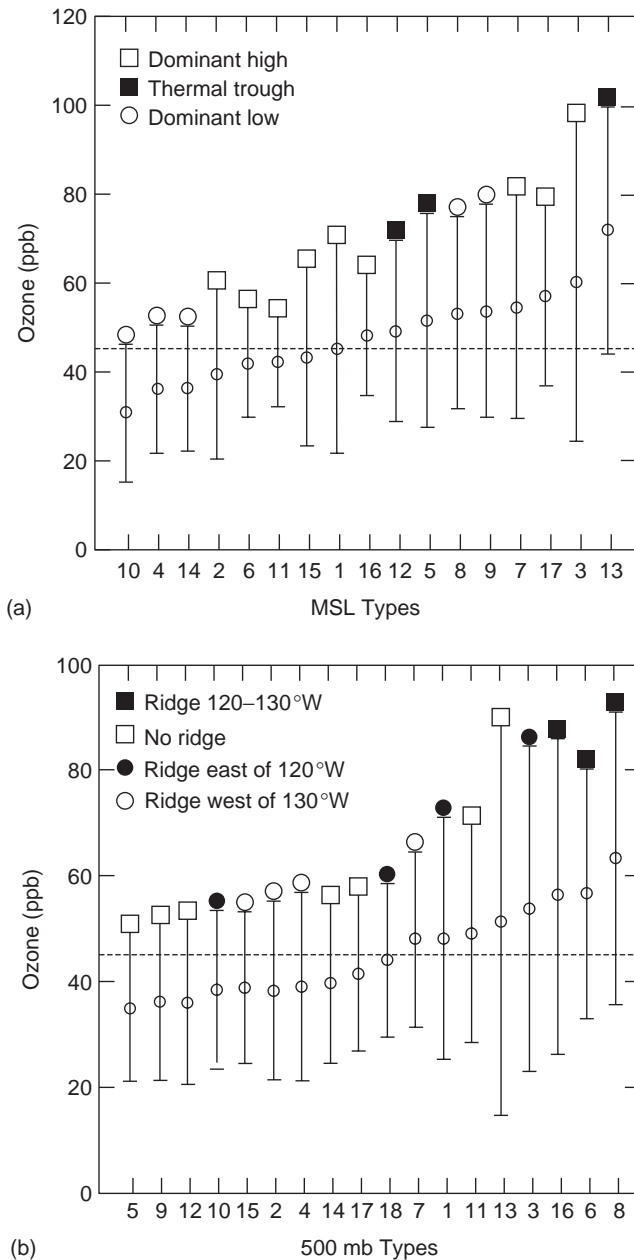 120
100
80
60
40
20
0
Ozone (ppb)
Dominant high
Thermal trough
Dominant low
10 4 14 2 6 11 15 1 16 12 5 8 9 7 17 3 13
(a)
MSL Types
100
80
60
40
20
0
Ozone (ppb)
Ridge 120–130°W
No ridge
Ridge east of 120°W
Ridge west of 130°W
5 9 12 10 15 2 4 14 17 18 7 1 11 13 3 16 6 8
(b)
500 mb Types